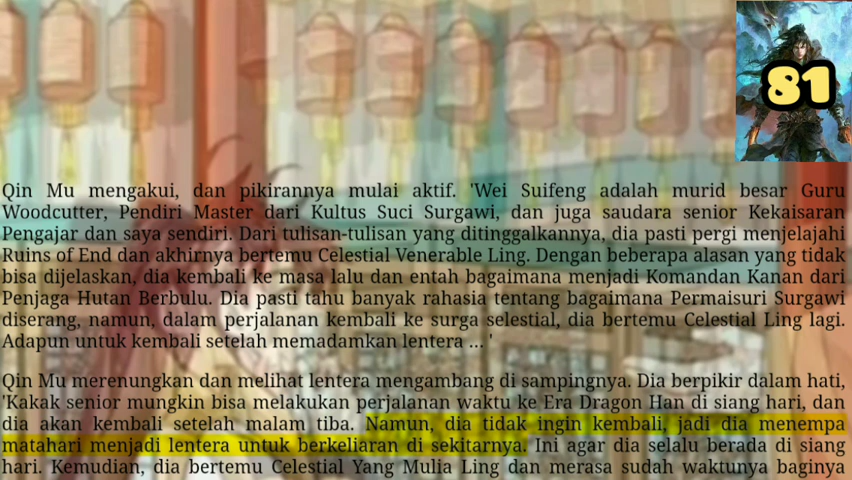 81
Qin Mu mengakui, dan pikirannya mulai aktif. 'Wei Suifeng adalah murid besar Guru
Woodcutter, Pendiri Master dari Kultus Suci Surgawi, dan juga saudara senior Kekaisaran
Pengajar dan saya sendiri. Dari tulisan-tulisan yang ditinggalkannya, dia pasti pergi menjelajahi
Ruins of End dan akhirnya bertemu Celestial Venerable Ling. Dengan beberapa alasan yang tidak
bisa dijelaskan, dia kembali ke masa lalu dan entah bagaimana menjadi Komandan Kanan dari
Penjaga Hutan Berbulu. Dia pasti tahu banyak rahasia tentang bagaimana Permaisuri Surgawi
diserang, namun, dalam perjalanan kembali ke surga selestial, dia bertemu Celestial Ling lagi.
Adapun untuk kembali setelah memadamkan lentera ... '
Qin Mu merenungkan dan melihat lentera mengambang di sampingnya. Dia berpikir dalam hati,
'Kakak senior mungkin bisa melakukan perjalanan waktu ke Era Dragon Han di siang hari, dan
dia akan kembali setelah malam tiba. Namun, dia tidak ingin kembali, jadi dia menempa
matahari menjadi lentera untuk berkeliaran di sekitarnya. Ini agar dia selalu berada di siang
hari. Kemudian, dia bertemu Celestial Yang Mulia Ling dan merasa sudah waktunya baginya